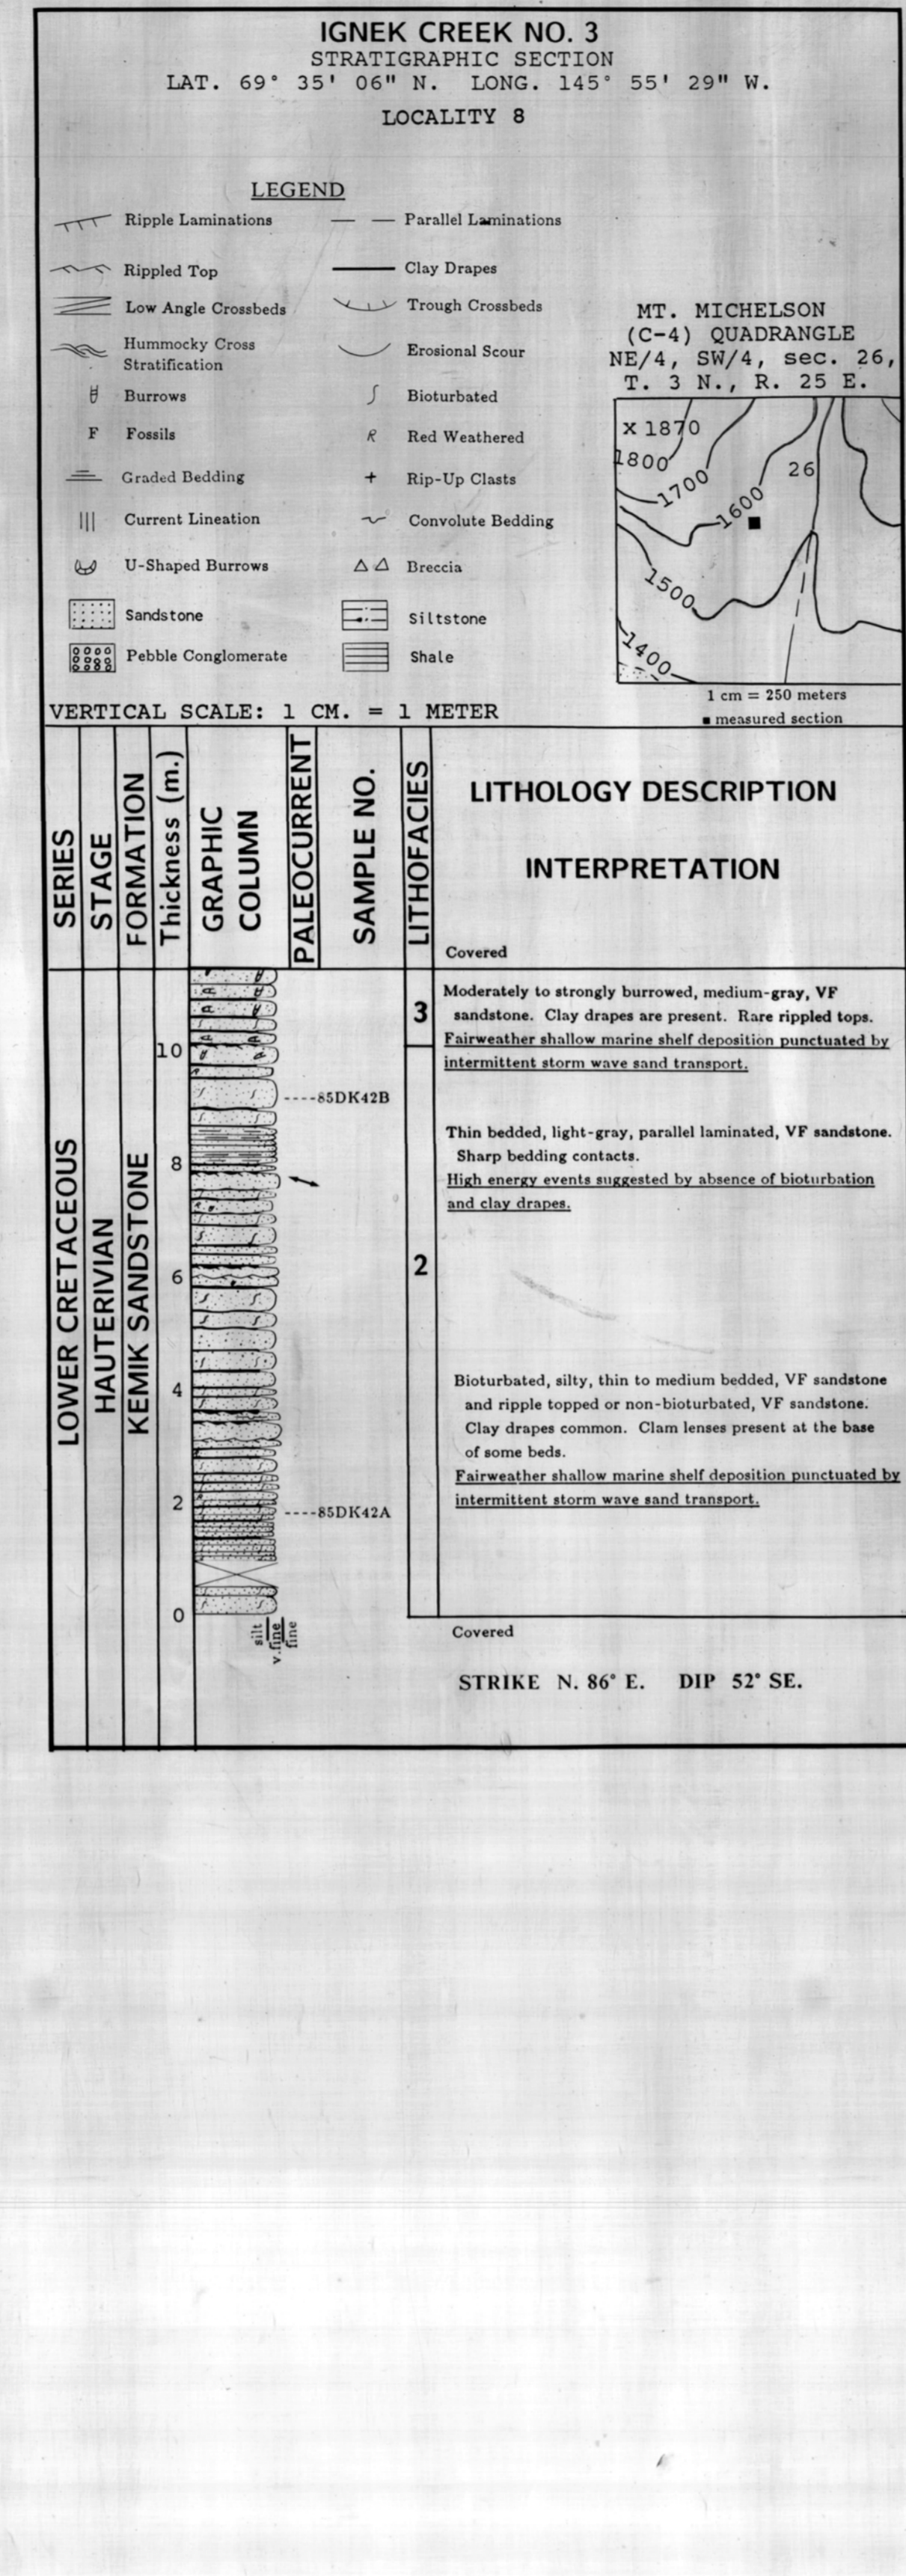 IGNEK CREEK NO. 3
STRATIGRAPHIC SECTION
LAT. 69° 35' 06" N. LONG. 145° 55' 29" W.
LOCALITY 8
LEGEND
Ripple Laminations
Parallel Laminations
Rippled Top
Clay Drapes
Low Angle Crossbeds
Trough Crossbeds
Hummocky Cross
Stratification
Erosional Scour
Burrows
Bioturbated
F Fossils
R Red Weathered
Graded Bedding
+ Rip-Up Clasts
Current Lineation
Convolute Bedding
U-Shaped Burrows
Breccia
Sandstone
Siltstone
Pebble Conglomerate
Shale
MT. MICHELSON
(C-4) QUADRANGLE
NE/4, SW/4, sec. 26,
T. 3 N., R. 25 E.
x 1870
1800
1700
26
1600
1500
1400
1 cm = 250 meters
■ measured section
VERTICAL SCALE: 1 CM. = 1 METER
SERIES
STAGE
FORMATION
Thickness (m.)
GRAPHIC
COLUMN
PALEOCURRENT
SAMPLE NO.
LITHOFACIES
LITHOLOGY DESCRIPTION
INTERPRETATION
Covered
LOWER CRETACEOUS
HAUTERIVIAN
KEMIK SANDSTONE
10
8
6
4
2
0
silt
v.fine
fine
----85DK42B
----85DK42A
3
2
Moderately to strongly burrowed, medium-gray, VF
sandstone. Clay drapes are present. Rare rippled tops.
Fairweather shallow marine shelf deposition punctuated by
intermittent storm wave sand transport.
Thin bedded, light-gray, parallel laminated, VF sandstone.
Sharp bedding contacts.
High energy events suggested by absence of bioturbation
and clay drapes.
Bioturbated, silty, thin to medium bedded, VF sandstone
and ripple topped or non-bioturbated, VF sandstone.
Clay drapes common. Clam lenses present at the base
of some beds.
Fairweather shallow marine shelf deposition punctuated by
intermittent storm wave sand transport.
Covered
STRIKE N. 86° E. DIP 52° SE.